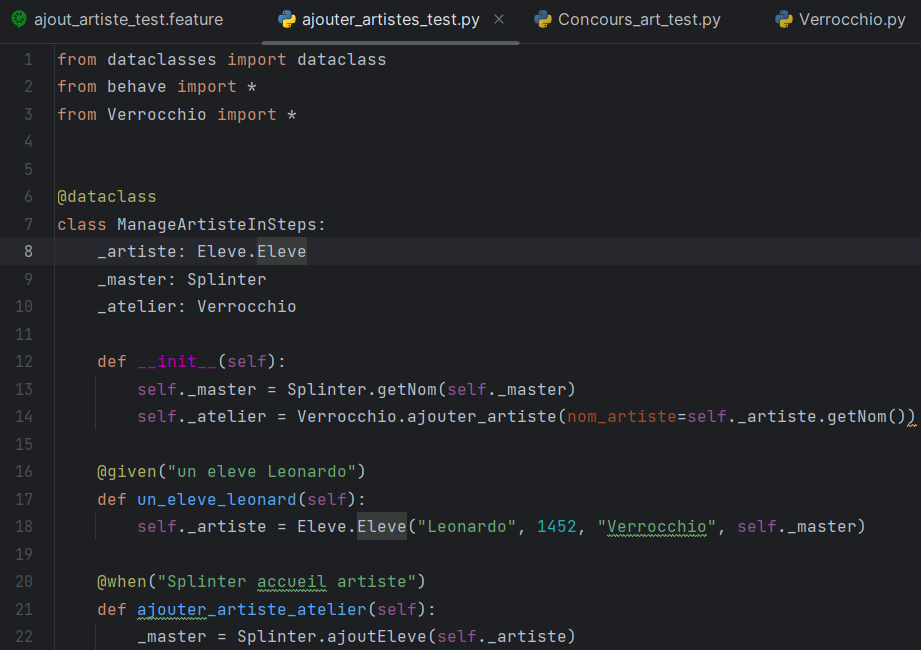 ajout_artiste_test.feature ajouter_artistes_test.py Concours_art_test.py Verrocchio.py
1 from dataclasses import dataclass
2 from behave import *
3 from Verrocchio import *
4
5
6 @dataclass
7 class ManageArtisteInSteps:
8     _artiste: Eleve.Eleve
9     _master: Splinter
10     _atelier: Verrocchio
11
12     def __init__(self):
13         self._master = Splinter.getNom(self._master)
14         self._atelier = Verrocchio.ajouter_artiste(nom_artiste=self._artiste.getNom())
15
16     @given("un eleve Leonardo")
17     def un_eleve_leonard(self):
18         self._artiste = Eleve.Eleve("Leonardo", 1452, "Verrocchio", self._master)
19
20     @when("Splinter accueil artiste")
21     def ajouter_artiste_atelier(self):
22         _master = Splinter.ajoutEleve(self._artiste)